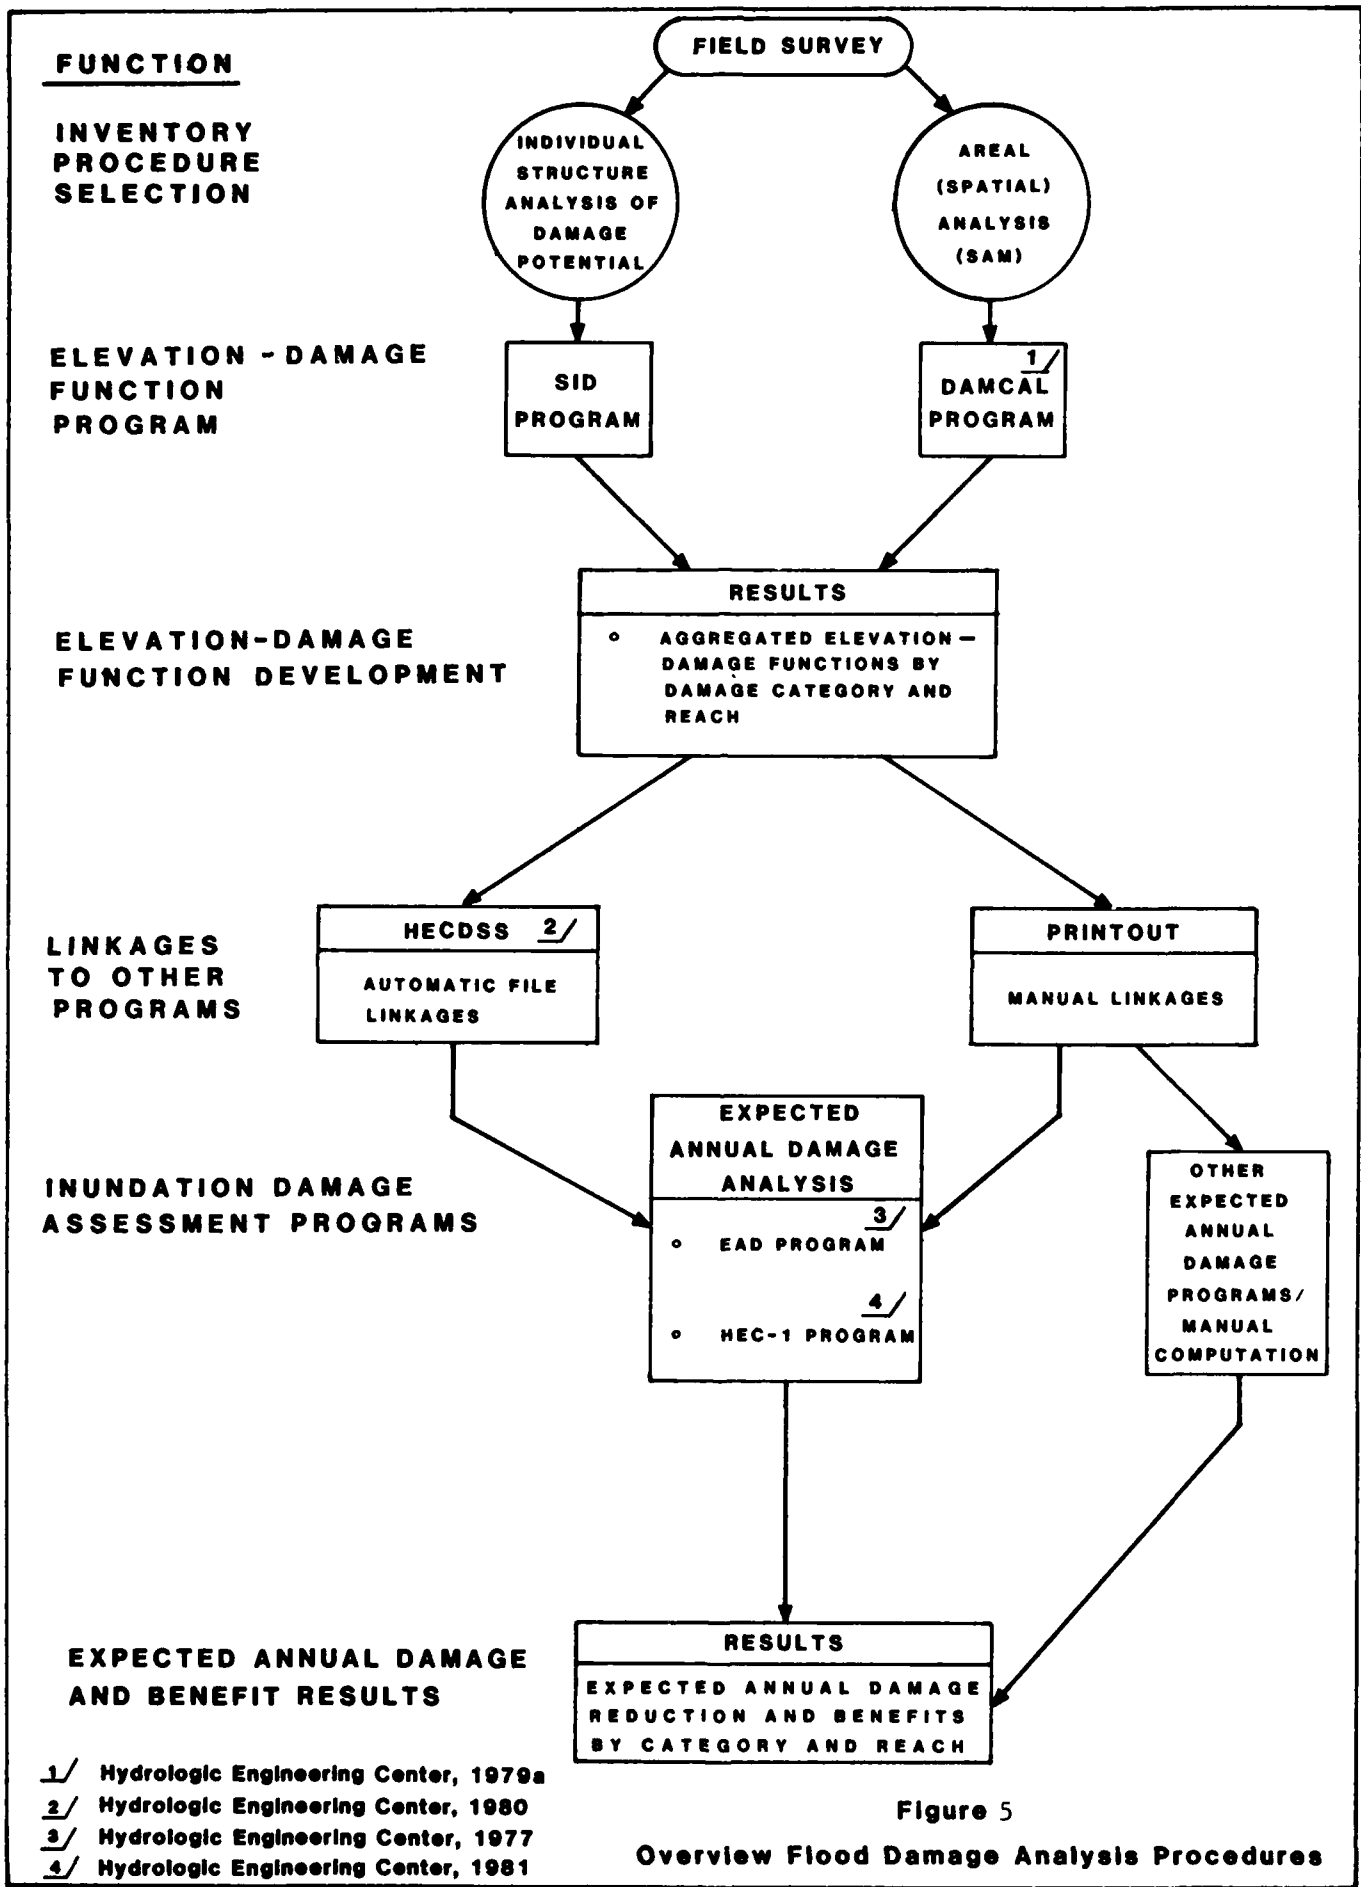 FIELD SURVEY
FUNCTION
INVENTORY
PROCEDURE
SELECTION
INDIVIDUAL
STRUCTURE
ANALYSIS OF
DAMAGE
POTENTIAL
AREAL
(SPATIAL)
ANALYSIS
(SAM)
ELEVATION - DAMAGE
FUNCTION
PROGRAM
SID
PROGRAM
1/
DAMCAL
PROGRAM
ELEVATION-DAMAGE
FUNCTION DEVELOPMENT
RESULTS
o AGGREGATED ELEVATION —
DAMAGE FUNCTIONS BY
DAMAGE CATEGORY AND
REACH
LINKAGES
TO OTHER
PROGRAMS
HECDSS 2/
AUTOMATIC FILE
LINKAGES
PRINTOUT
MANUAL LINKAGES
INUNDATION DAMAGE
ASSESSMENT PROGRAMS
EXPECTED
ANNUAL DAMAGE
ANALYSIS
3/
o EAD PROGRAM
4/
o HEC-1 PROGRAM
OTHER
EXPECTED
ANNUAL
DAMAGE
PROGRAMS/
MANUAL
COMPUTATION
EXPECTED ANNUAL DAMAGE
AND BENEFIT RESULTS
RESULTS
EXPECTED ANNUAL DAMAGE
REDUCTION AND BENEFITS
BY CATEGORY AND REACH
1/ Hydrologic Engineering Center, 1979a
2/ Hydrologic Engineering Center, 1980
3/ Hydrologic Engineering Center, 1977
4/ Hydrologic Engineering Center, 1981
Figure 5
Overview Flood Damage Analysis Procedures